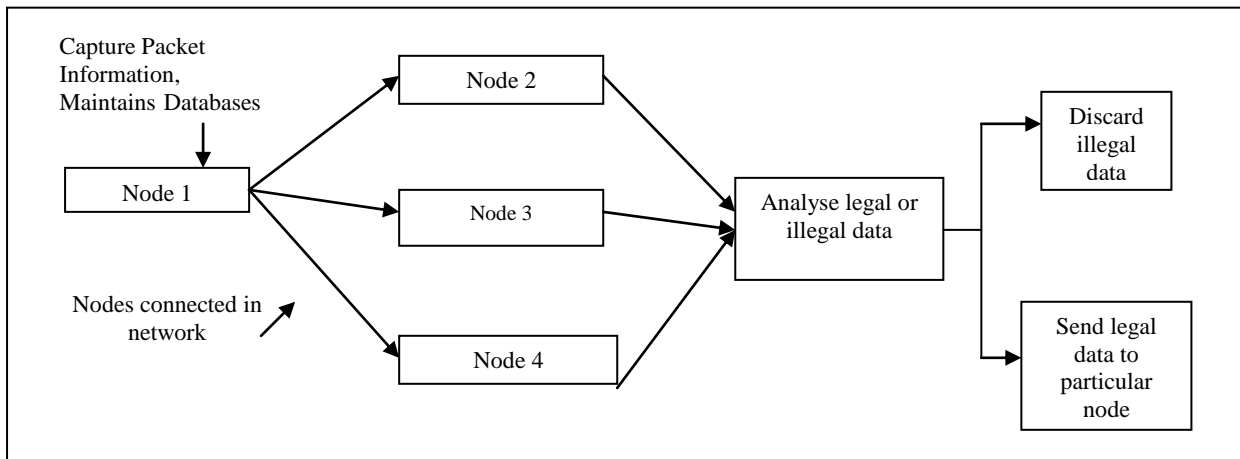 Capture Packet
Information,
Maintains Databases
Node 1
Nodes connected in
network
Node 2
Node 3
Node 4
Analyse legal or
illegal data
Discard
illegal
data
Send legal
data to
particular
node